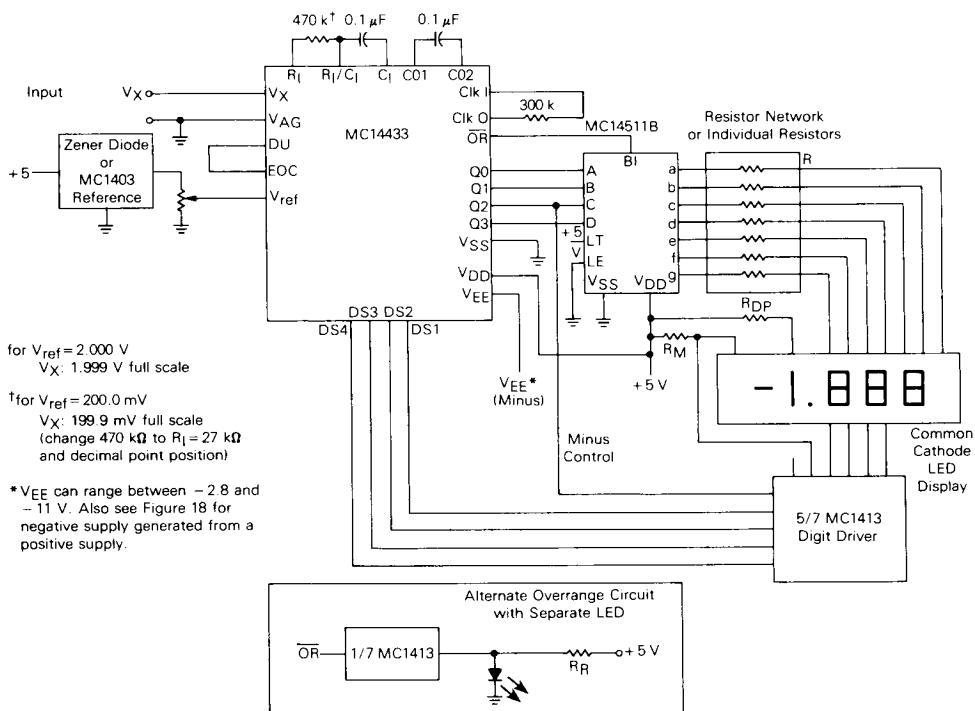 470 k† 0.1 µF 0.1 µF
RI RI/CI CI C01 C02
Input
VX
VX
VAG
DU
EOC
Vref
MC14433
Clk I
Clk O
300 k
OR
Q0
Q1
Q2
Q3
VSS
VDD
VEE
DS4 DS3 DS2 DS1
+5
Zener Diode
or
MC1403
Reference
MC14511B
BI
A
B
C
D
+5
V
LT
LE
VSS
VDD
a
b
c
d
e
f
g
Resistor Network
or Individual Resistors
R
RDP
RM
+5 V
VEE*
(Minus)
Minus
Control
-1.888
Common
Cathode
LED
Display
5/7 MC1413
Digit Driver
for Vref = 2.000 V
VX: 1.999 V full scale
†for Vref = 200.0 mV
VX: 199.9 mV full scale
(change 470 kΩ to RI = 27 kΩ
and decimal point position)
*VEE can range between – 2.8 and
– 11 V. Also see Figure 18 for
negative supply generated from a
positive supply.
Alternate Overrange Circuit
with Separate LED
OR
1/7 MC1413
RR
+5 V